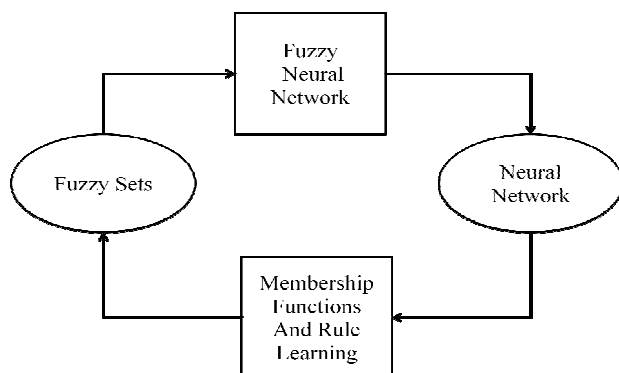 Fuzzy
Neural
Network
Fuzzy Sets
Neural
Network
Membership
Functions
And Rule
Learning